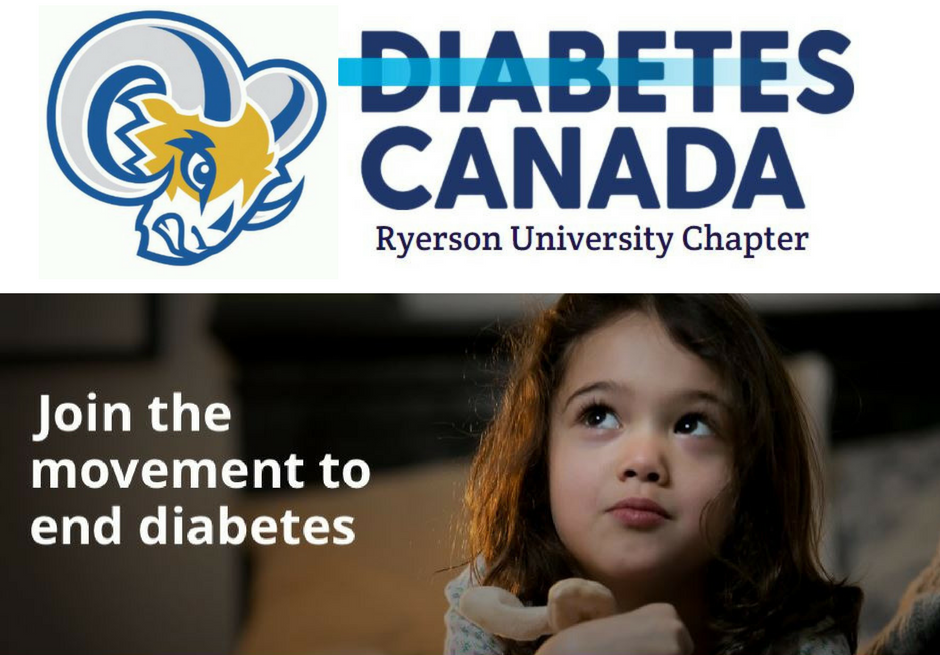 DIABETES
CANADA
Ryerson University Chapter
Join the
movement to
end diabetes